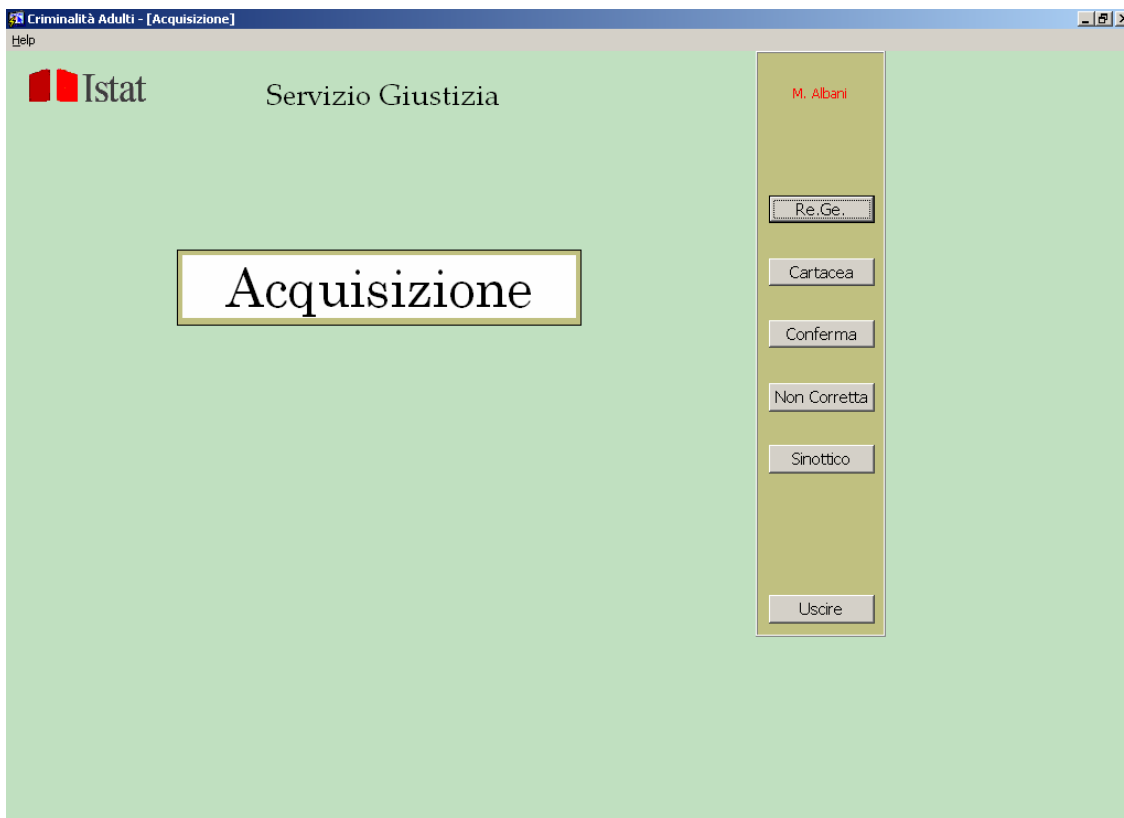 Criminalità Adulti - [Acquisizione]
Help
Istat
Servizio Giustizia
M. Albani
Re.Ge.
Acquisizione
Cartacea
Conferma
Non Corretta
Sinottico
Uscire